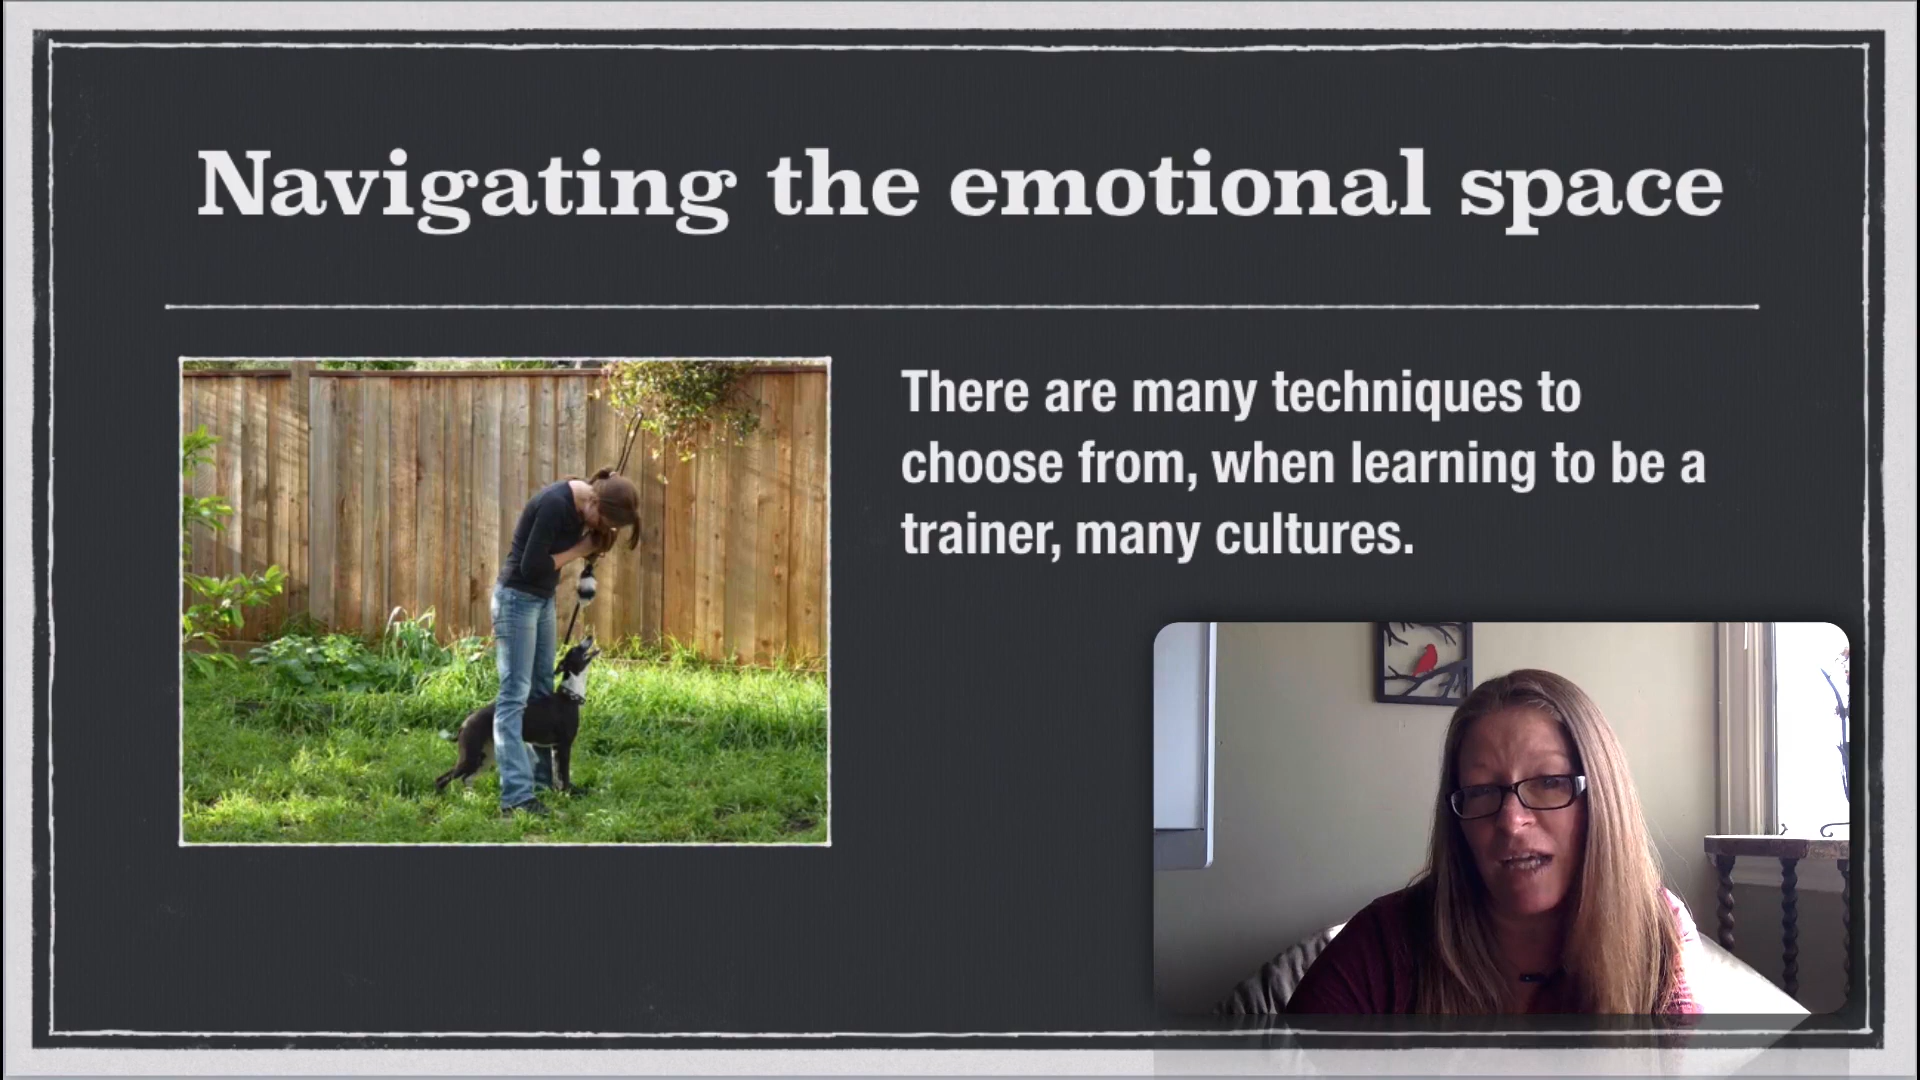 Navigating the emotional space
There are many techniques to
choose from, when learning to be a
trainer, many cultures.